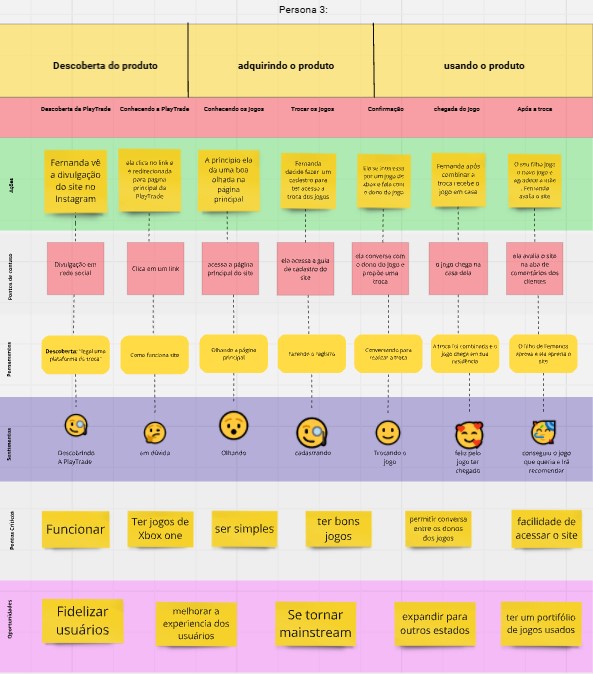 Persona 3:
Descoberta do produto
adquirindo o produto
usando o produto
Descoberta da PlayTrade
Conhecendo a PlayTrade
Conhecendo os Jogos
Trocar os Jogos
Confirmação
chegada do jogo
Após a troca
Ações
Fernanda vê
a divulgação
do site no
Instagram
ela clica no link e
e redirecionada
para pagina
principal da
PlayTrade
A principio ela
da uma boa
olhada na
pagina
principal
Fernanda
decide fazer um
cadastro para
ter acesso a
troca dos jogos
Ela se interessa
por um jogo de
xbox e fala com
o dono do jogo
Fernanda após
combinar a
troca recebe o
jogo em casa
O seu filho joga
o novo jogo e
agradece a mãe
, Fernanda
avalia o site
Pontos de contato
Divulgação em
rede social
Clica em um link
acessa a página
principal do site
ela acessa a guia
de cadastro do
site
ela conversa com
o dono do jogo e
propõe uma
troca
o jogo chega na
casa dela
ela avalia o site
na aba de
comentários dos
clientes
Pensamentos
Descoberta: "legal uma
plataforma de troca"
Como funciona site
Olhando a página
principal
fazendo o registro
Conversando para
realizar a troca
A troca foi combinada e o
jogo chega em sua
residência
O filho de Fernanda
aprova e ela aprecia o
site
Sentimentos
Descobrindo
A PlayTrade
em dúvida
Olhando
cadastrando
Trocando o
jogo
feliz pelo
jogo ter
chegado
conseguiu o jogo
que queria e irá
recomendar
Pontos Criticos
Funcionar
Ter jogos de
Xbox one
ser simples
ter bons
jogos
permitir conversa
entre os donos
dos jogos
facilidade de
acessar o site
Oportunidades
Fidelizar
usuários
melhorar a
experiencia dos
usuários
Se tornar
mainstream
expandir para
outros estados
ter um portifólio
de jogos usados